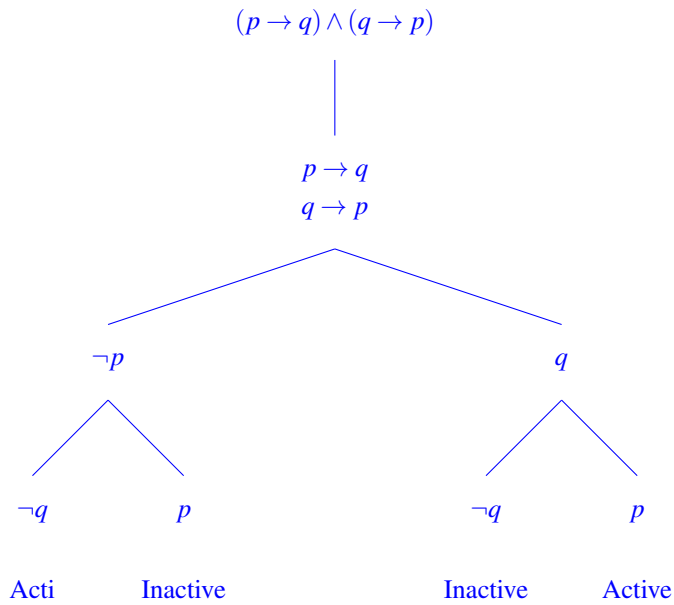 (p → q) ∧ (q → p)
p → q
q → p
¬p q
¬q p ¬q p
Acti Inactive Inactive Active